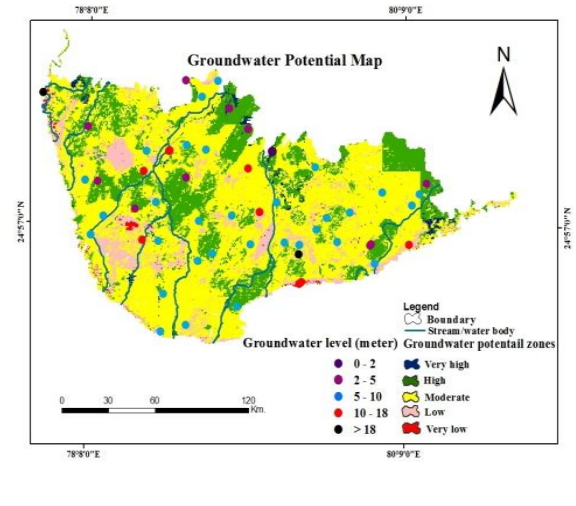 78°8'0"E 80°9'0"E
Groundwater Potential Map
N
24°57'0"N 24°57'0"N
Legend
Boundary
Stream/water body
Groundwater level (meter) Groundwater potentail zones
0 - 2 Very high
2 - 5 High
5 - 10 Moderate
10 - 18 Low
> 18 Very low
0 30 60 120
Km.
78°8'0"E 80°9'0"E